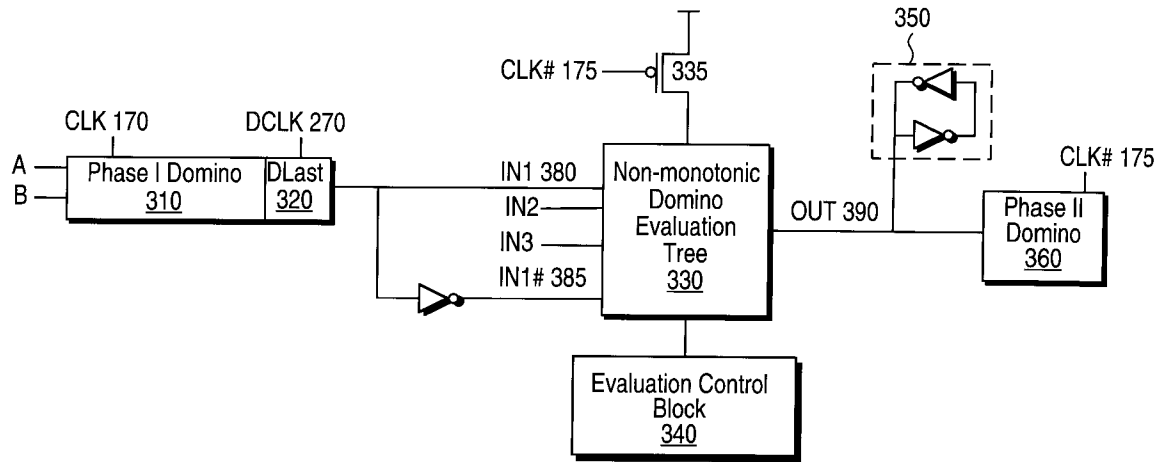 350
CLK# 175
335
CLK 170
DCLK 270
CLK# 175
A
B
Phase I Domino
310
DLast
320
IN1 380
IN2
IN3
IN1# 385
Non-monotonic
Domino
Evaluation
Tree
330
OUT 390
Phase II
Domino
360
Evaluation Control
Block
340